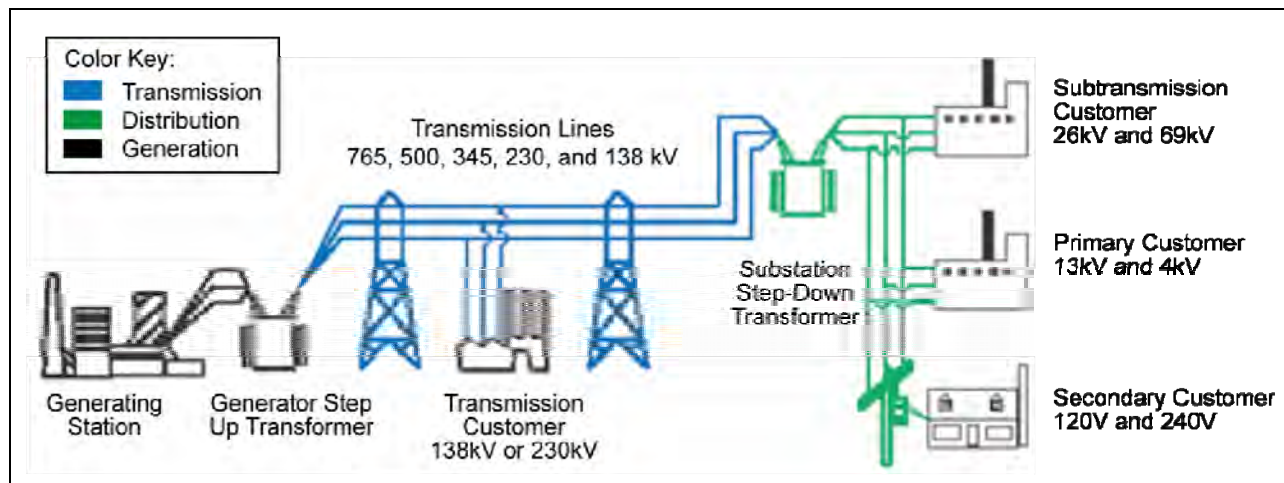 Color Key:
Transmission
Distribution
Generation
Transmission Lines
765, 500, 345, 230, and 138 kV
Subtransmission
Customer
26kV and 69kV
Primary Customer
13kV and 4kV
Substation
Step-Down
Transformer
Generating
Station
Generator Step
Up Transformer
Transmission
Customer
138kV or 230kV
Secondary Customer
120V and 240V